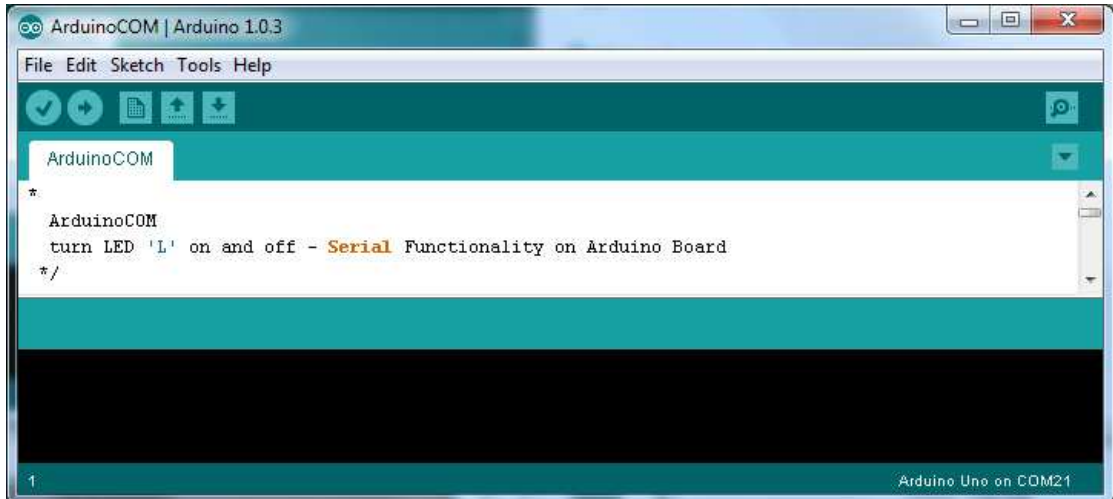 ArduinoCOM | Arduino 1.0.3
File Edit Sketch Tools Help
ArduinoCOM
*
ArduinoCOM
turn LED 'L' on and off - Serial Functionality on Arduino Board
*/
1
Arduino Uno on COM21